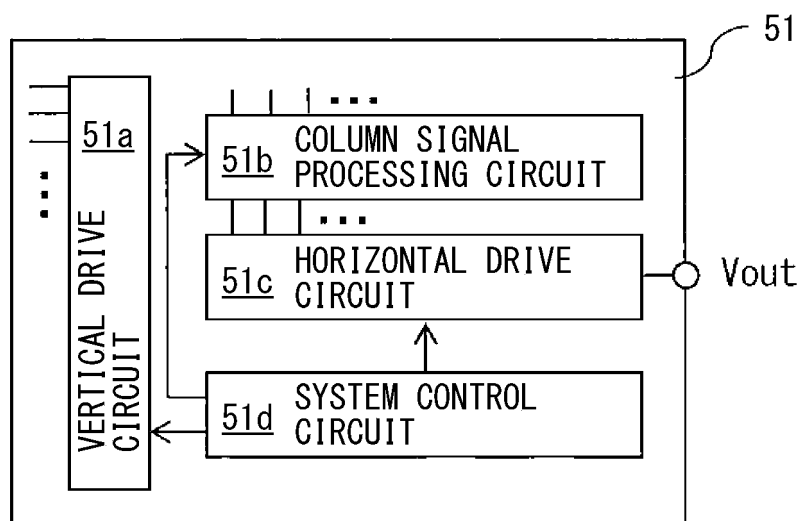 51
51a
VERTICAL DRIVE
CIRCUIT
51b
COLUMN SIGNAL
PROCESSING CIRCUIT
51c
HORIZONTAL DRIVE
CIRCUIT
Vout
51d
SYSTEM CONTROL
CIRCUIT